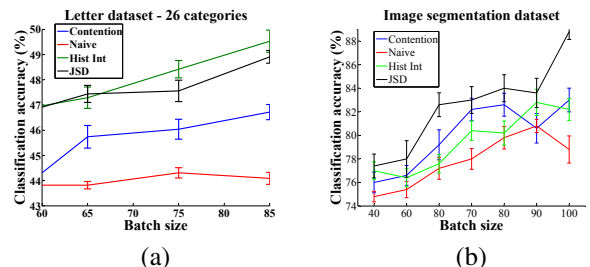 Letter dataset - 26 categories
Classification accuracy (%)
50
49
48
47
46
45
44
43
42
Contention
Naive
Hist Int
JSD
60
65
70
75
80
85
Batch size
(a)
Image segmentation dataset
Classification accuracy (%)
88
86
84
82
80
78
76
74
Contention
Naive
Hist Int
JSD
40
60
80
70
80
90
100
Batch size
(b)